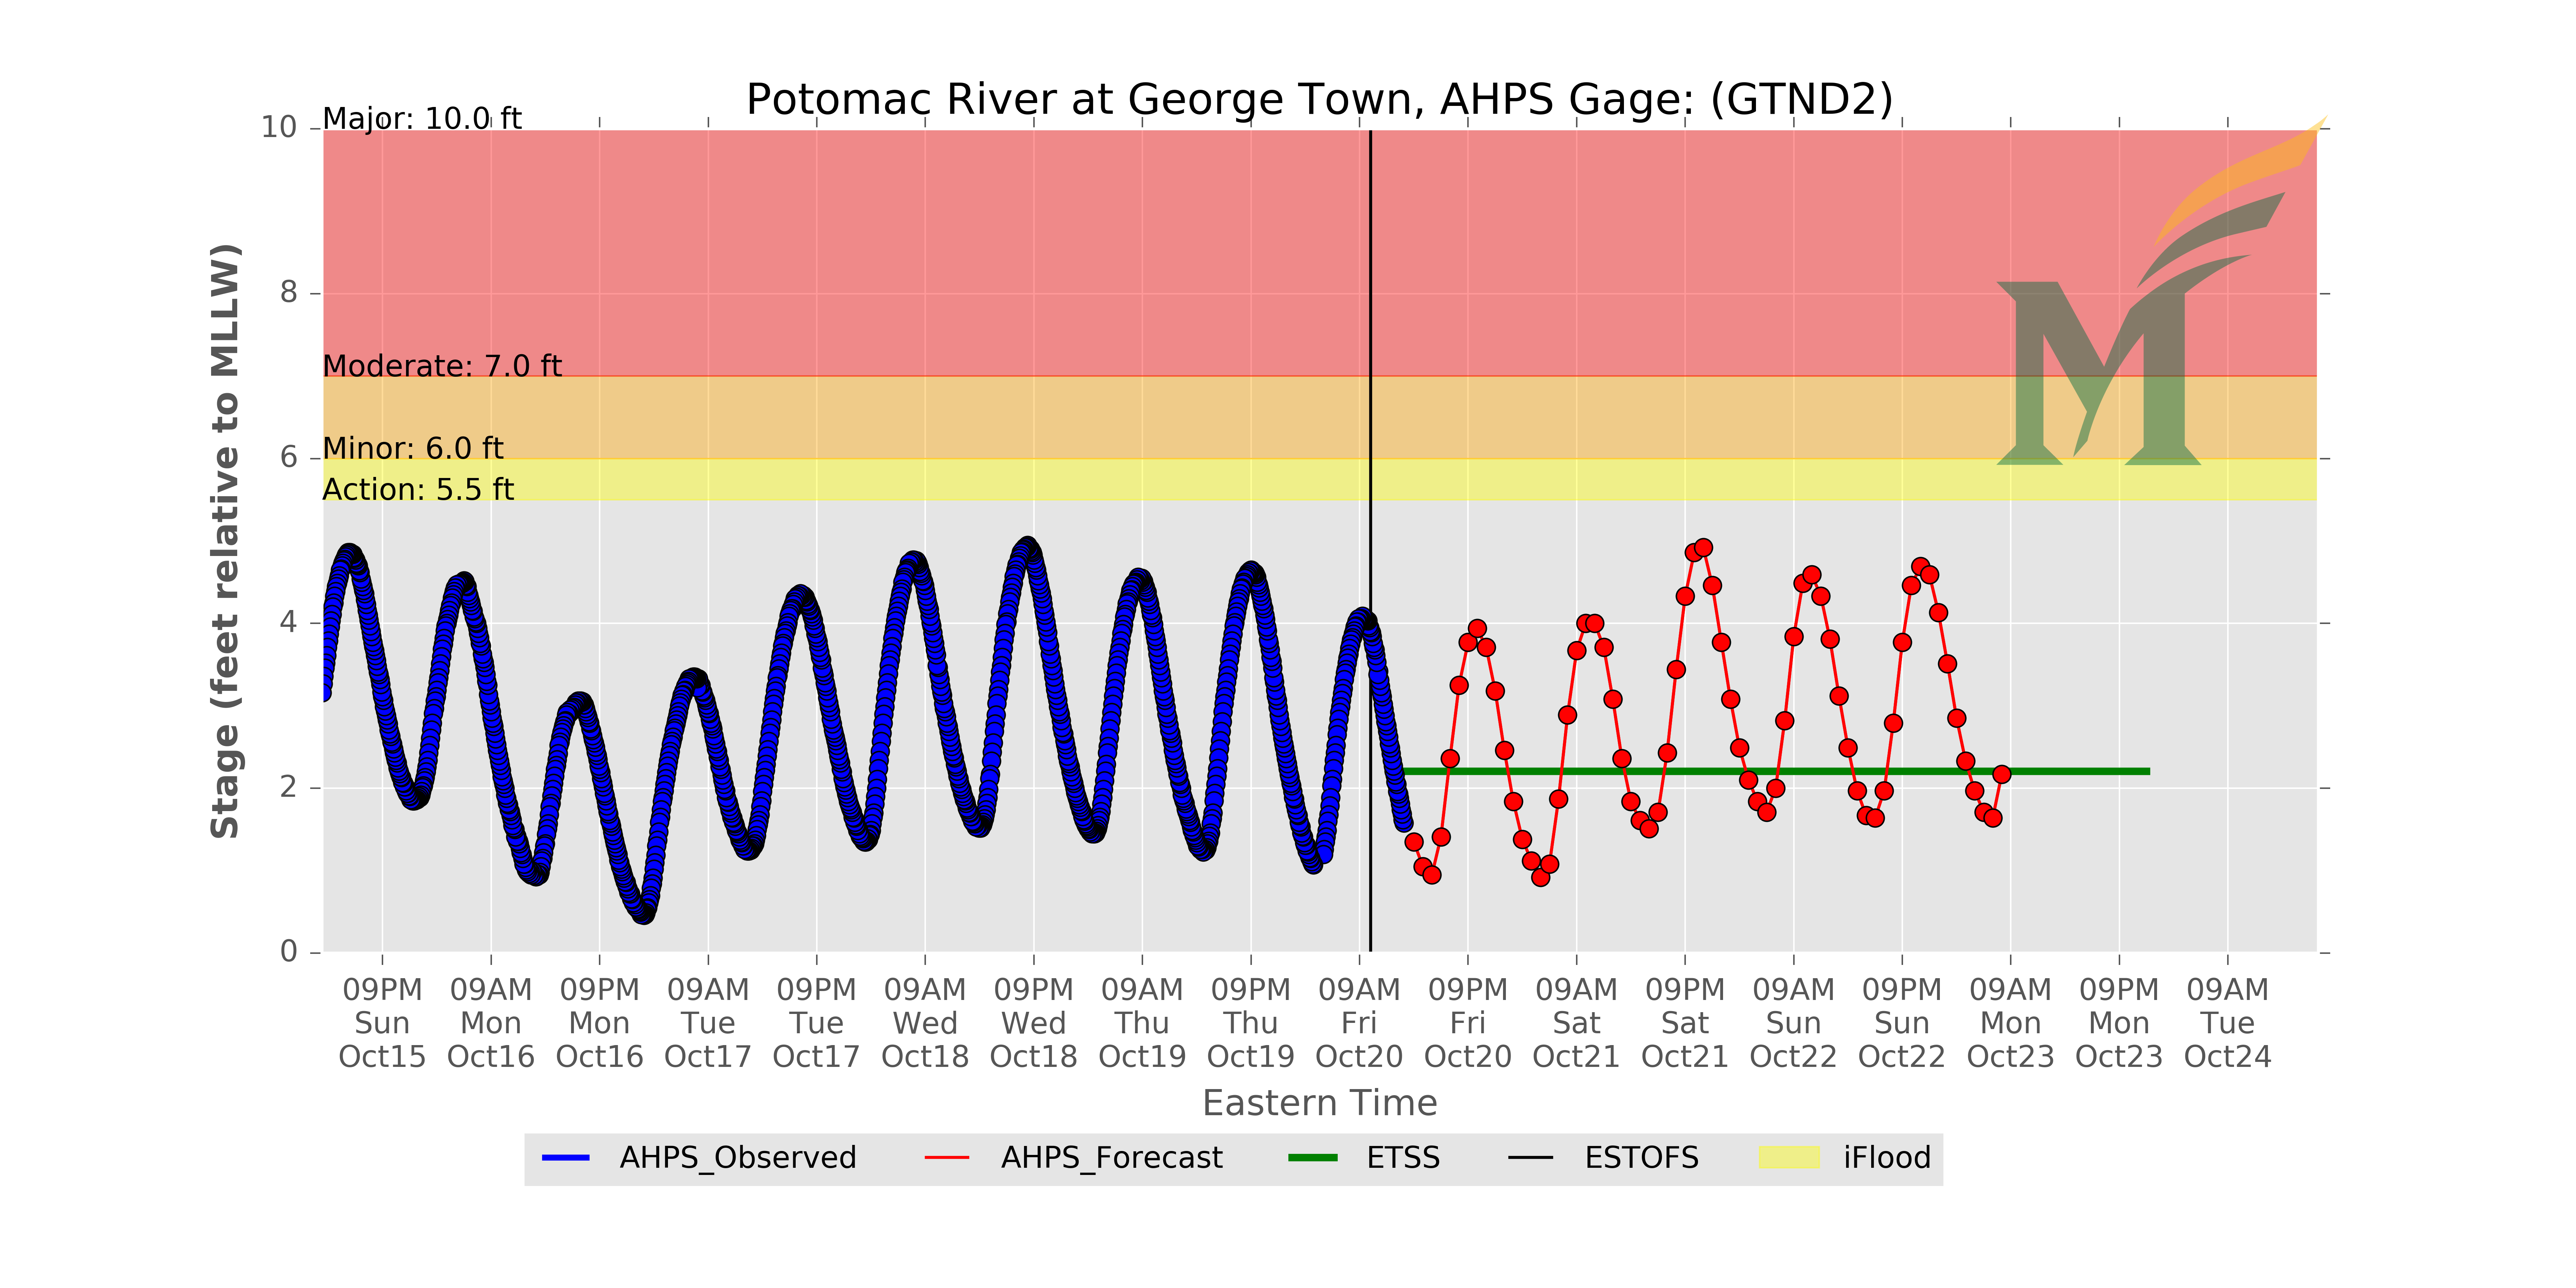 Potomac River at George Town, AHPS Gage: (GTND2)
Major: 10.0 ft
Moderate: 7.0 ft
Minor: 6.0 ft
Action: 5.5 ft
Stage (feet relative to MLLW)
10
8
6
4
2
0
09PM 09AM 09PM 09AM 09PM 09AM 09PM 09AM 09PM 09AM 09PM 09AM 09PM 09AM 09PM 09AM 09PM 09AM
Sun Mon Mon Tue Tue Wed Wed Thu Thu Fri Fri Sat Sat Sun Sun Mon Mon Tue
Oct15 Oct16 Oct16 Oct17 Oct17 Oct18 Oct18 Oct19 Oct19 Oct20 Oct20 Oct21 Oct21 Oct22 Oct22 Oct23 Oct23 Oct24
Eastern Time
AHPS_Observed AHPS_Forecast ETSS ESTOFS iFlood
M